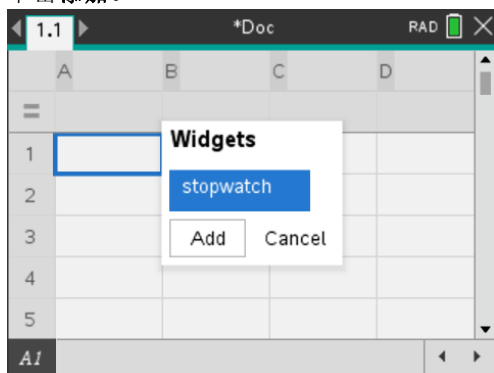 1.1 *Doc RAD
A B C D
=
1
2
3
4
5
Widgets
stopwatch
Add Cancel
A1